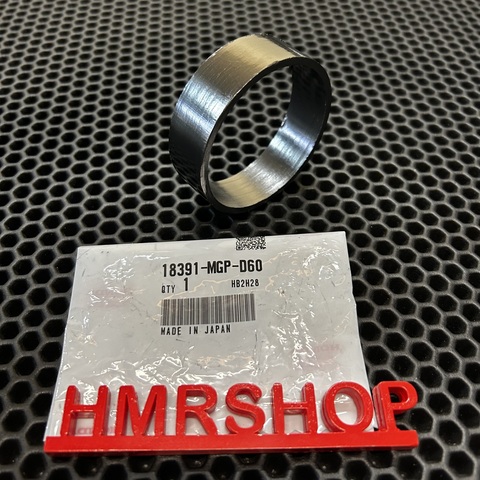 18391-MGP-D60
QTY 1 HB2H28
MADE IN JAPAN
HMRSHOP